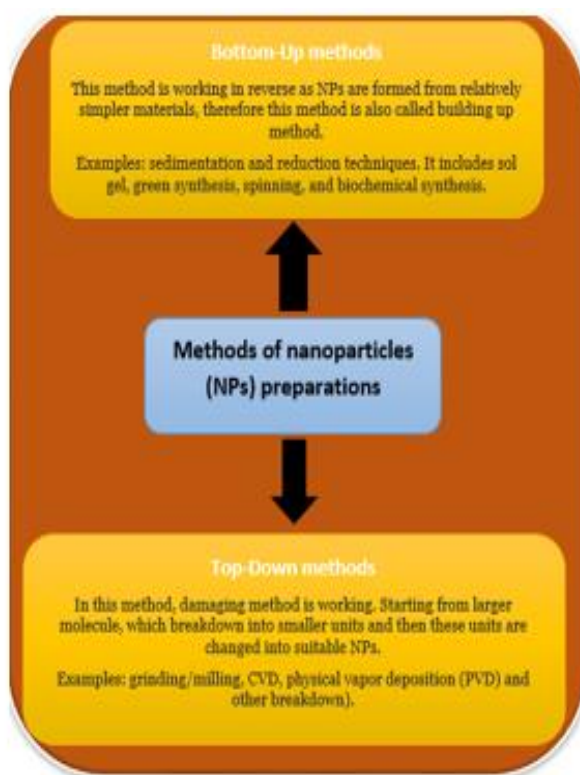 Bottom-Up methods
This method is working in reverse as NPs are formed from relatively
simpler materials, therefore this method is also called building up
method.
Examples: sedimentation and reduction techniques. It includes sol
gel, green synthesis, spinning, and biochemical synthesis.
Methods of nanoparticles
(NPs) preparations
Top-Down methods
In this method, damaging method is working. Starting from larger
molecule, which breakdown into smaller units and then these units are
changed into suitable NPs.
Examples: grinding/milling, CVD, physical vapor deposition (PVD) and
other breakdown).